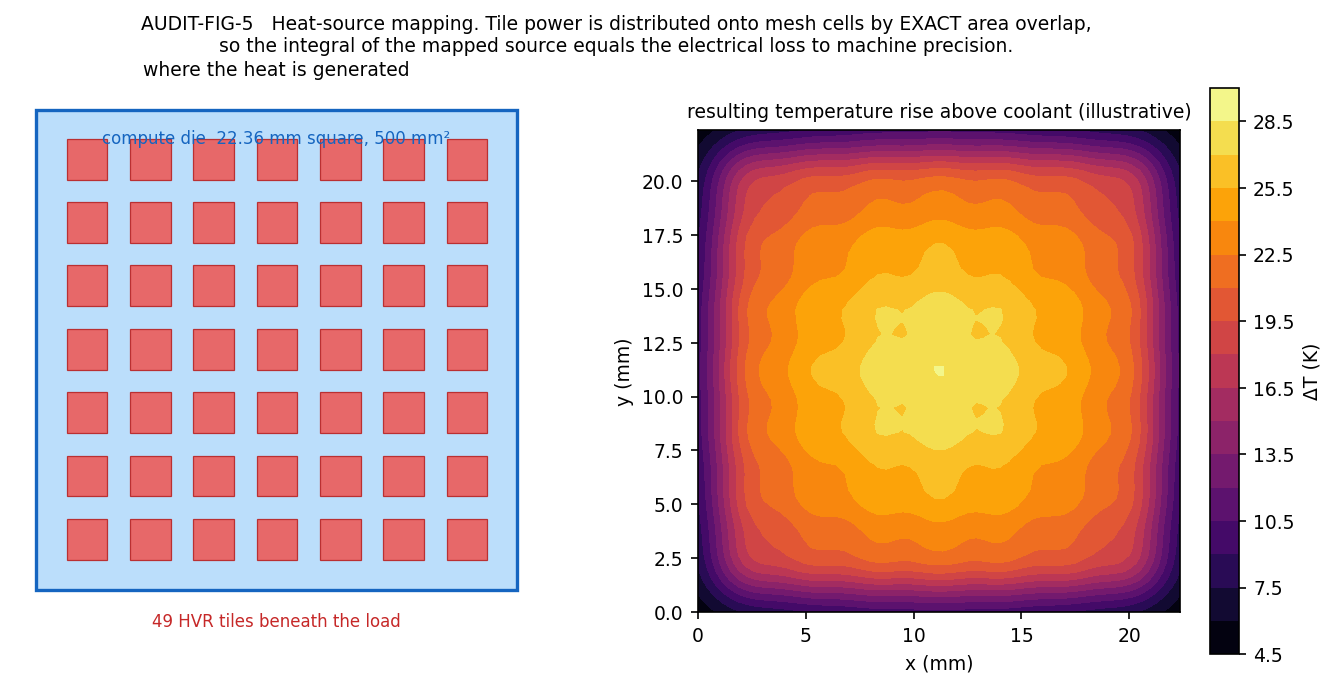 AUDIT-FIG-5   Heat-source mapping. Tile power is distributed onto mesh cells by EXACT area overlap,
so the integral of the mapped source equals the electrical loss to machine precision.
where the heat is generated
compute die  22.36 mm square, 500 mm²
49 HVR tiles beneath the load
resulting temperature rise above coolant (illustrative)
y (mm)
20.0
17.5
15.0
12.5
10.0
7.5
5.0
2.5
0.0
0 5 10 15 20
x (mm)
28.5
25.5
22.5
19.5
16.5
13.5
10.5
7.5
4.5
ΔT (K)